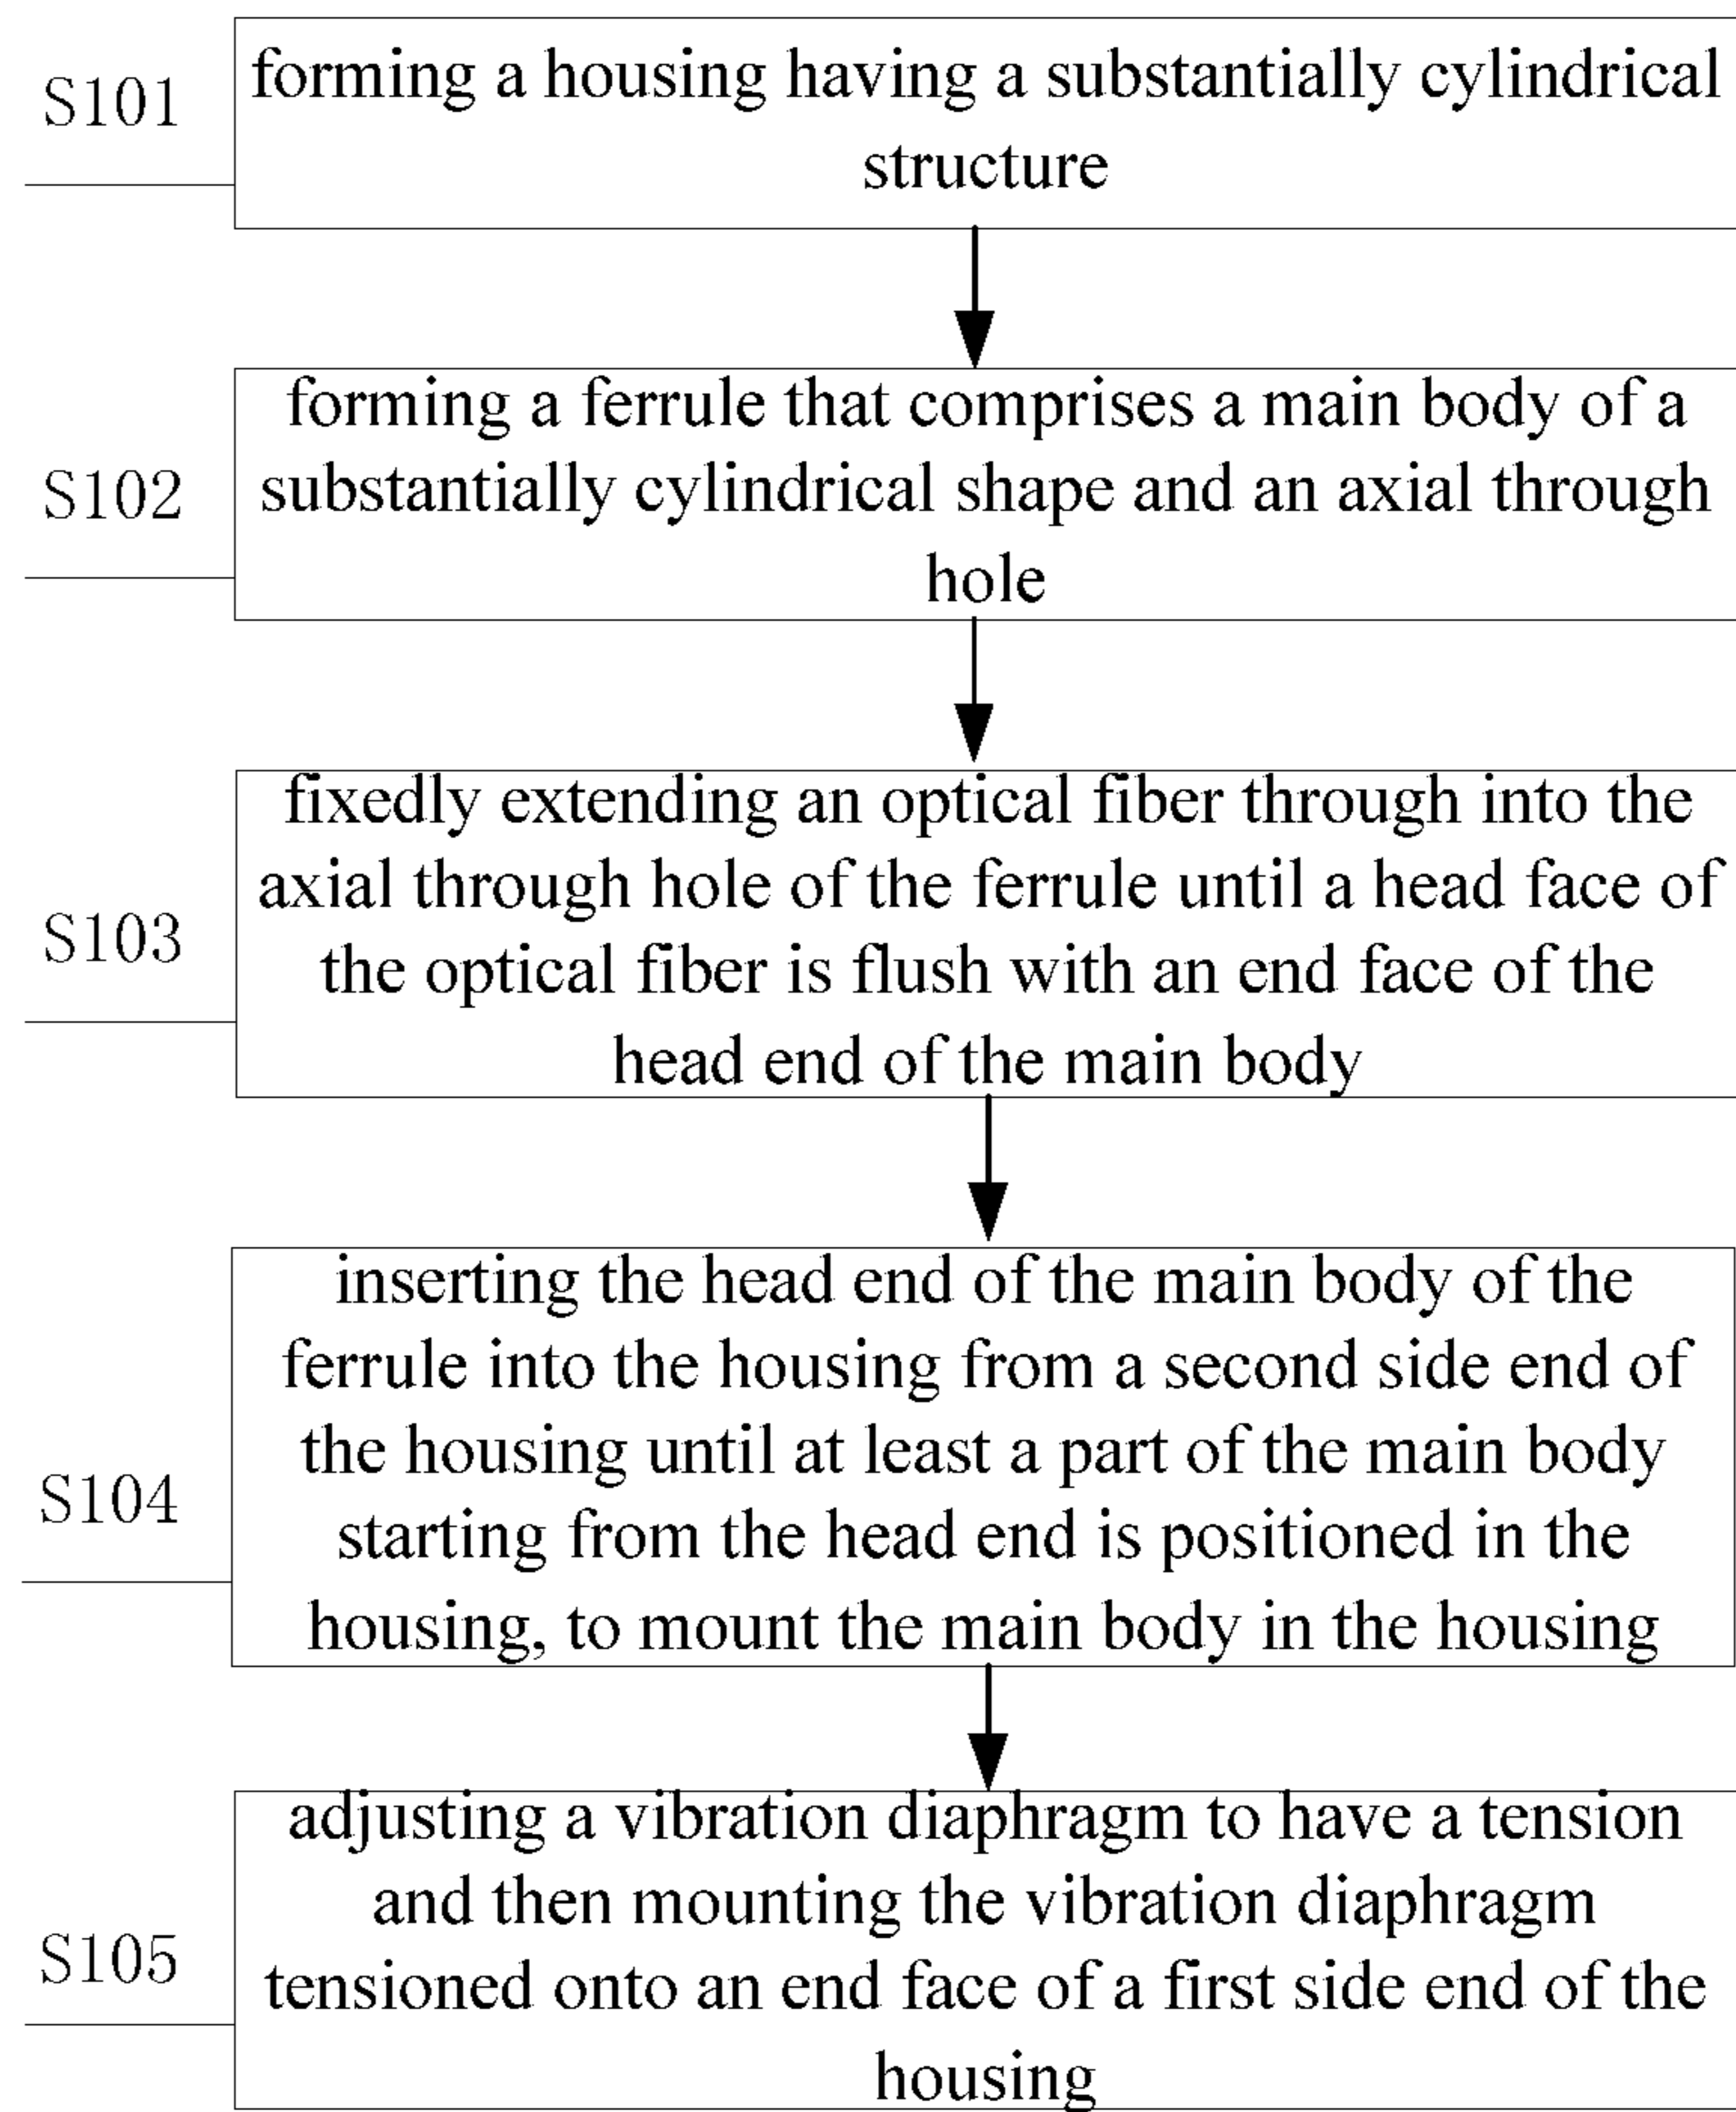 S101
forming a housing having a substantially cylindrical
structure
S102
forming a ferrule that comprises a main body of a
substantially cylindrical shape and an axial through
hole
S103
fixedly extending an optical fiber through into the
axial through hole of the ferrule until a head face of
the optical fiber is flush with an end face of the
head end of the main body
S104
inserting the head end of the main body of the
ferrule into the housing from a second side end of
the housing until at least a part of the main body
starting from the head end is positioned in the
housing, to mount the main body in the housing
S105
adjusting a vibration diaphragm to have a tension
and then mounting the vibration diaphragm
tensioned onto an end face of a first side end of the
housing